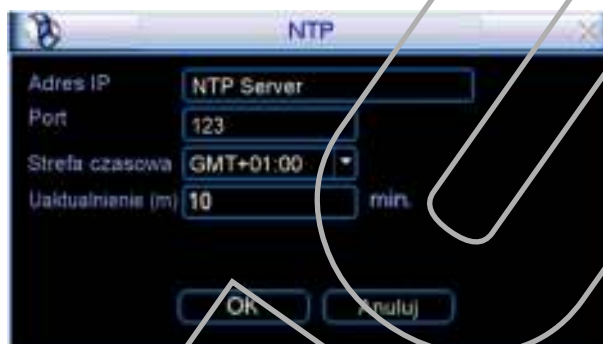 NTP
Adres IP NTP Server
Port 123
Strefa czasowa GMT+01:00
Uaktualnienie (m) 10 min.
OK Anuluj